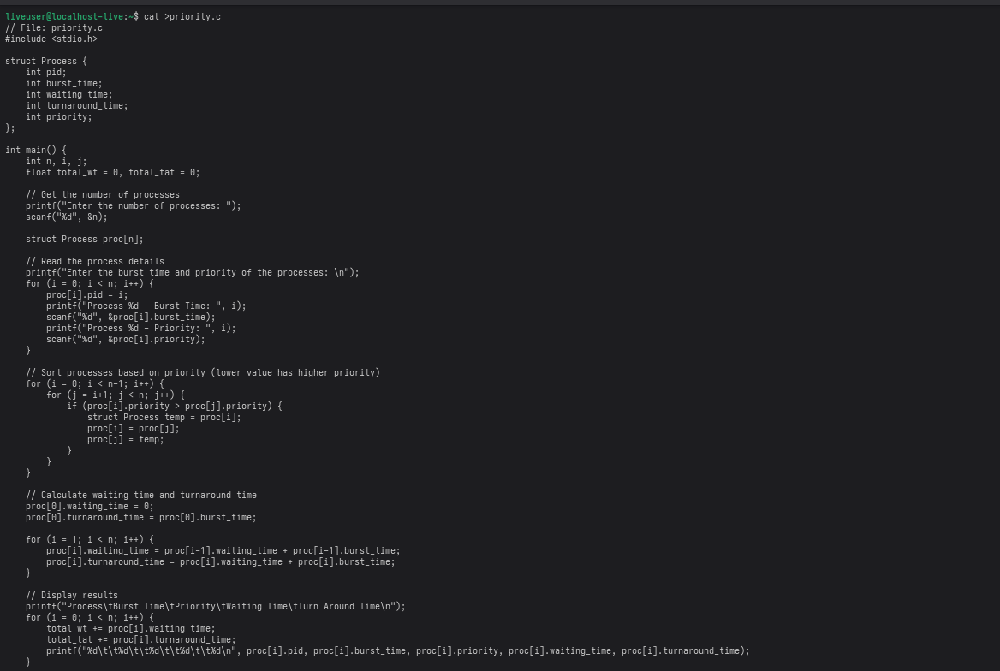 liveuser@localhost-live:~$ cat >priority.c
// File: priority.c
#include <stdio.h>

struct Process {
    int pid;
    int burst_time;
    int waiting_time;
    int turnaround_time;
    int priority;
};

int main() {
    int n, i, j;
    float total_wt = 0, total_tat = 0;

    // Get the number of processes
    printf("Enter the number of processes: ");
    scanf("%d", &n);

    struct Process proc[n];

    // Read the process details
    printf("Enter the burst time and priority of the processes: \n");
    for (i = 0; i < n; i++) {
        proc[i].pid = i;
        printf("Process %d - Burst Time: ", i);
        scanf("%d", &proc[i].burst_time);
        printf("Process %d - Priority: ", i);
        scanf("%d", &proc[i].priority);
    }

    // Sort processes based on priority (lower value has higher priority)
    for (i = 0; i < n-1; i++) {
        for (j = i+1; j < n; j++) {
            if (proc[i].priority > proc[j].priority) {
                struct Process temp = proc[i];
                proc[i] = proc[j];
                proc[j] = temp;
            }
        }
    }

    // Calculate waiting time and turnaround time
    proc[0].waiting_time = 0;
    proc[0].turnaround_time = proc[0].burst_time;

    for (i = 1; i < n; i++) {
        proc[i].waiting_time = proc[i-1].waiting_time + proc[i-1].burst_time;
        proc[i].turnaround_time = proc[i].waiting_time + proc[i].burst_time;
    }

    // Display results
    printf("Process\tBurst Time\tPriority\tWaiting Time\tTurn Around Time\n");
    for (i = 0; i < n; i++) {
        total_wt += proc[i].waiting_time;
        total_tat += proc[i].turnaround_time;
        printf("%d\t\t%d\t\t%d\t\t%d\t\t%d\n", proc[i].pid, proc[i].burst_time, proc[i].priority, proc[i].waiting_time, proc[i].turnaround_time);
    }